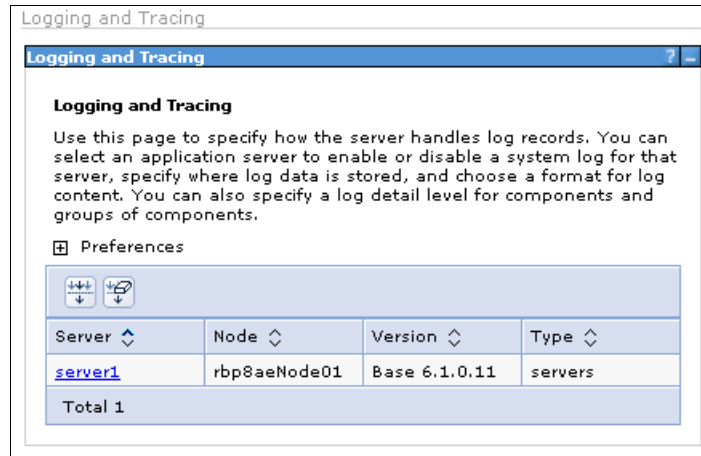 Logging and Tracing
Logging and Tracing ? –
Logging and Tracing
Use this page to specify how the server handles log records. You can
select an application server to enable or disable a system log for that
server, specify where log data is stored, and choose a format for log
content. You can also specify a log detail level for components and
groups of components.
Preferences
Server Node Version Type
server1 rbp8aeNode01 Base 6.1.0.11 servers
Total 1